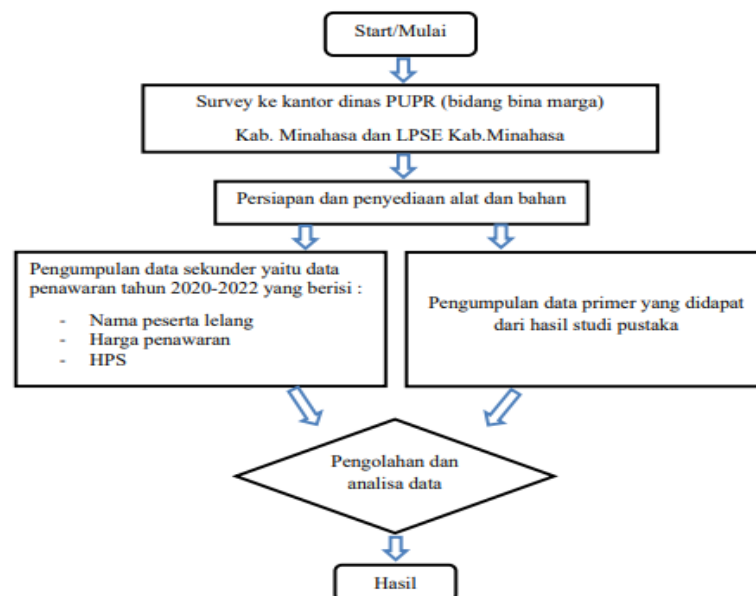 Start/Mulai
Survey ke kantor dinas PUPR (bidang bina marga)
Kab. Minahasa dan LPSE Kab.Minahasa
Persiapan dan penyediaan alat dan bahan
Pengumpulan data sekunder yaitu data
penawaran tahun 2020-2022 yang berisi :
- Nama peserta lelang
- Harga penawaran
- HPS
Pengumpulan data primer yang didapat
dari hasil studi pustaka
Pengolahan dan
analisa data
Hasil